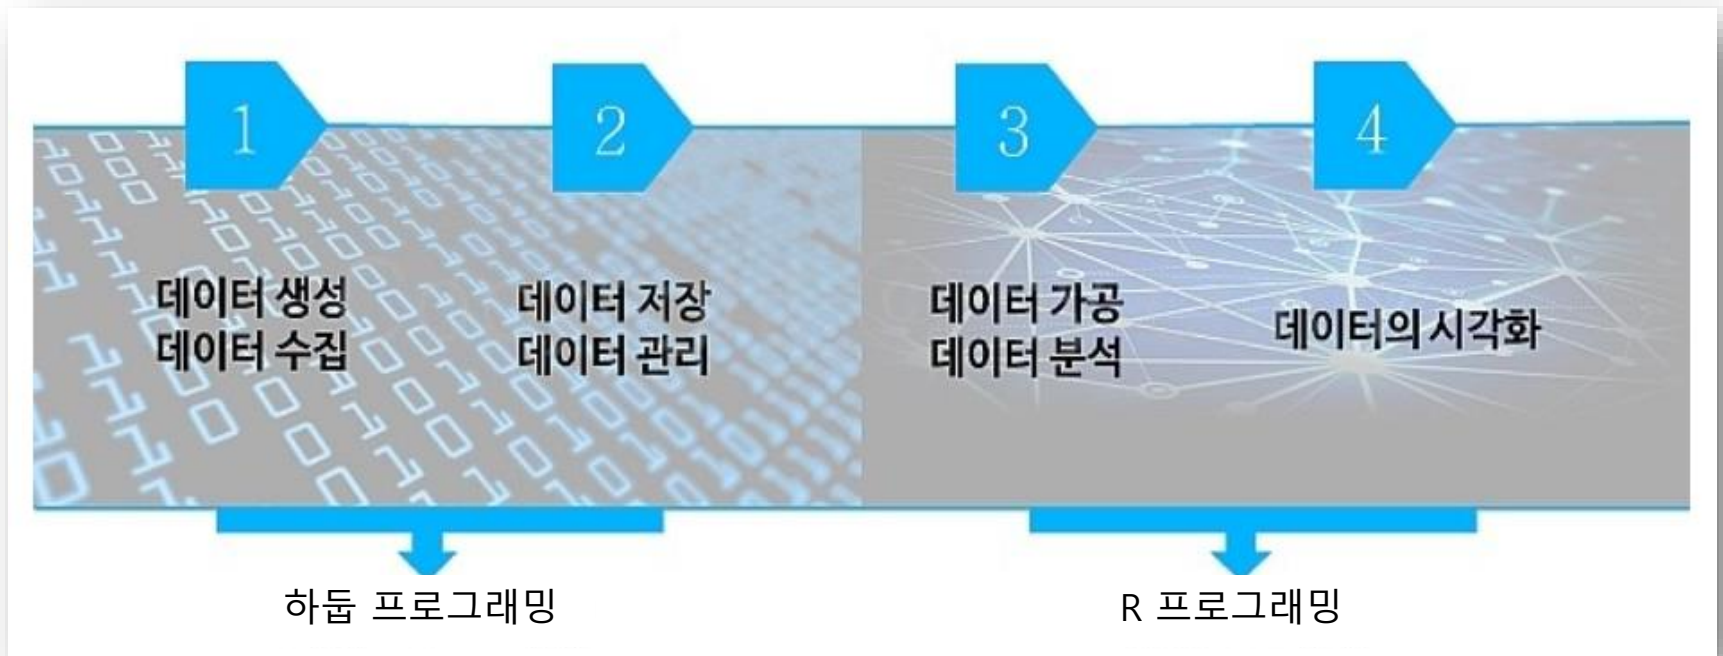 1
2
3
4
데이터 생성
데이터 수집
데이터 저장
데이터 관리
데이터 가공
데이터 분석
데이터의 시각화
하둡 프로그래밍
R 프로그래밍